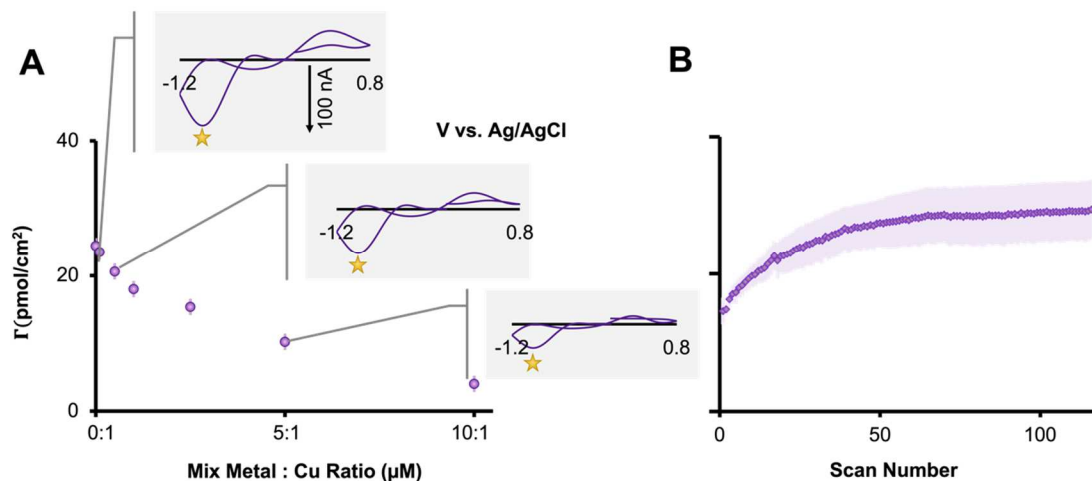 A
-1.2
0.8
100 nA
V vs. Ag/AgCl
-1.2
0.8
-1.2
0.8
40
20
0
Γ(pmol/cm²)
0:1
5:1
10:1
Mix Metal : Cu Ratio (µM)
B
0
50
100
Scan Number